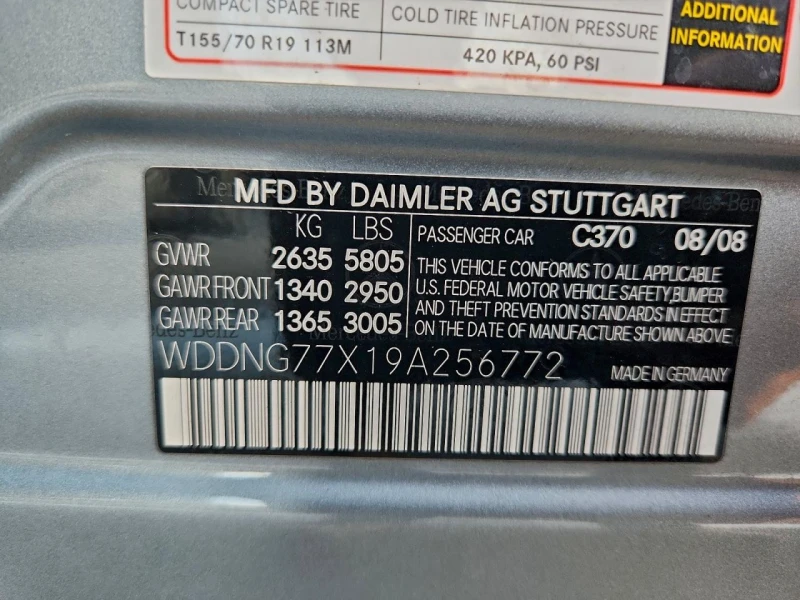 COMPACT SPARE TIRE
COLD TIRE INFLATION PRESSURE
T155/70 R19 113M
420 KPA, 60 PSI
ADDITIONAL
INFORMATION
MFD BY DAIMLER AG STUTTGART
KG LBS
GVWR 2635 5805
GAWR FRONT 1340 2950
GAWR REAR 1365 3005
PASSENGER CAR C370 08/08
THIS VEHICLE CONFORMS TO ALL APPLICABLE
U.S. FEDERAL MOTOR VEHICLE SAFETY,BUMPER
AND THEFT PREVENTION STANDARDS IN EFFECT
ON THE DATE OF MANUFACTURE SHOWN ABOVE.
WDDNG77X19A256772
MADE IN GERMANY